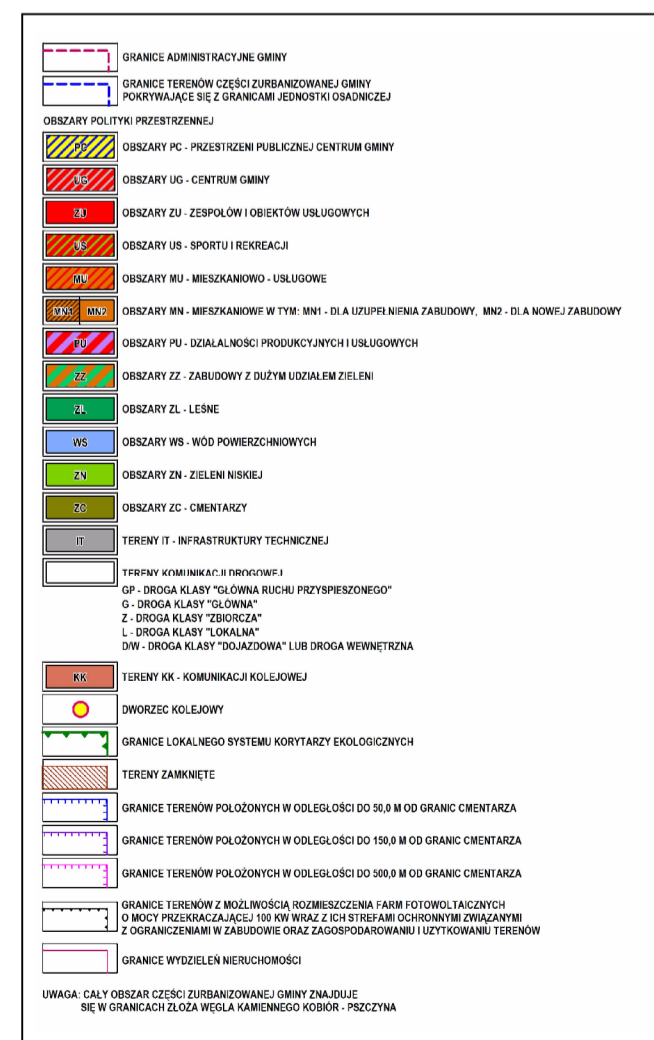 GRANICE ADMINISTRACYJNE GMINY
GRANICE TERENÓW CZĘŚCI ZURBANIZOWANEJ GMINY
POKRYWAJĄCE SIĘ Z GRANICAMI JEDNOSTKI OSADNICZEJ
OBSZARY POLITYKI PRZESTRZENNEJ
PC OBSZARY PC - PRZESTRZENI PUBLICZNEJ CENTRUM GMINY
UG OBSZARY UG - CENTRUM GMINY
ZU OBSZARY ZU - ZESPOŁÓW I OBIEKTÓW USŁUGOWYCH
US OBSZARY US - SPORTU I REKREACJI
MU OBSZARY MU - MIESZKANIOWO - USŁUGOWE
MN1 MN2 OBSZARY MN - MIESZKANIOWE W TYM: MN1 - DLA UZUPEŁNIENIA ZABUDOWY, MN2 - DLA NOWEJ ZABUDOWY
PU OBSZARY PU - DZIAŁALNOŚCI PRODUKCYJNYCH I USŁUGOWYCH
ZZ OBSZARY ZZ - ZABUDOWY Z DUŻYM UDZIAŁEM ZIELENI
ZL OBSZARY ZL - LEŚNE
WS OBSZARY WS - WÓD POWIERZCHNIOWYCH
ZN OBSZARY ZN - ZIELENI NISKIEJ
ZC OBSZARY ZC - CMENTARZY
IT TERENY IT - INFRASTRUKTURY TECHNICZNEJ
TERENY KOMUNIKACJI DROGOWEJ
GP - DROGA KLASY "GŁÓWNA RUCHU PRZYSPIESZONEGO"
G - DROGA KLASY "GŁÓWNA"
Z - DROGA KLASY "ZBIORCZA"
L - DROGA KLASY "LOKALNA"
D/W - DROGA KLASY "DOJAZDOWA" LUB DROGA WEWNĘTRZNA
KK TERENY KK - KOMUNIKACJI KOLEJOWEJ
DWORZEC KOLEJOWY
GRANICE LOKALNEGO SYSTEMU KORYTARZY EKOLOGICZNYCH
TERENY ZAMKNIĘTE
GRANICE TERENÓW POŁOŻONYCH W ODLEGŁOŚCI DO 50,0 M OD GRANIC CMENTARZA
GRANICE TERENÓW POŁOŻONYCH W ODLEGŁOŚCI DO 150,0 M OD GRANIC CMENTARZA
GRANICE TERENÓW POŁOŻONYCH W ODLEGŁOŚCI DO 500,0 M OD GRANIC CMENTARZA
GRANICE TERENÓW Z MOŻLIWOŚCIĄ ROZMIESZCZENIA FARM FOTOWOLTAICZNYCH
O MOCY PRZEKRACZAJĄCEJ 100 KW WRAZ Z ICH STREFAMI OCHRONNYMI ZWIĄZANYMI
Z OGRANICZENIAMI W ZABUDOWIE ORAZ ZAGOSPODAROWANIU I UZYTKOWANIU TERENÓW
GRANICE WYDZIELEŃ NIERUCHOMOŚCI
UWAGA: CAŁY OBSZAR CZĘŚCI ZURBANIZOWANEJ GMINY ZNAJDUJE
SIĘ W GRANICACH ZŁOŻA WĘGLA KAMIENNEGO KOBIÓR - PSZCZYNA